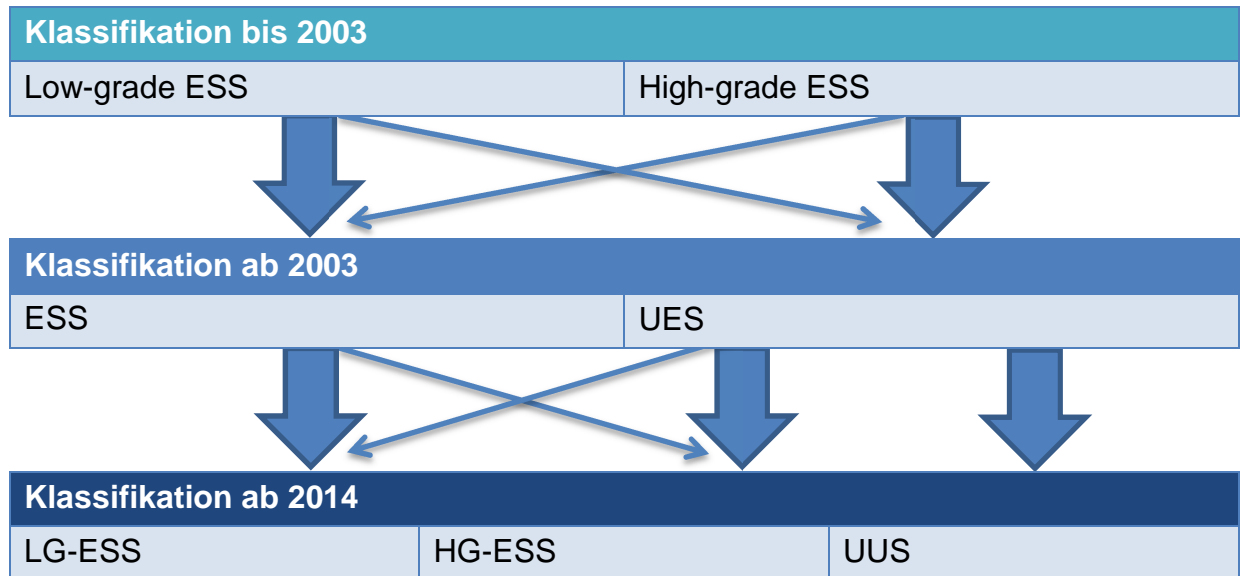 Klassifikation bis 2003
Low-grade ESS High-grade ESS
Klassifikation ab 2003
ESS UES
Klassifikation ab 2014
LG-ESS HG-ESS UUS